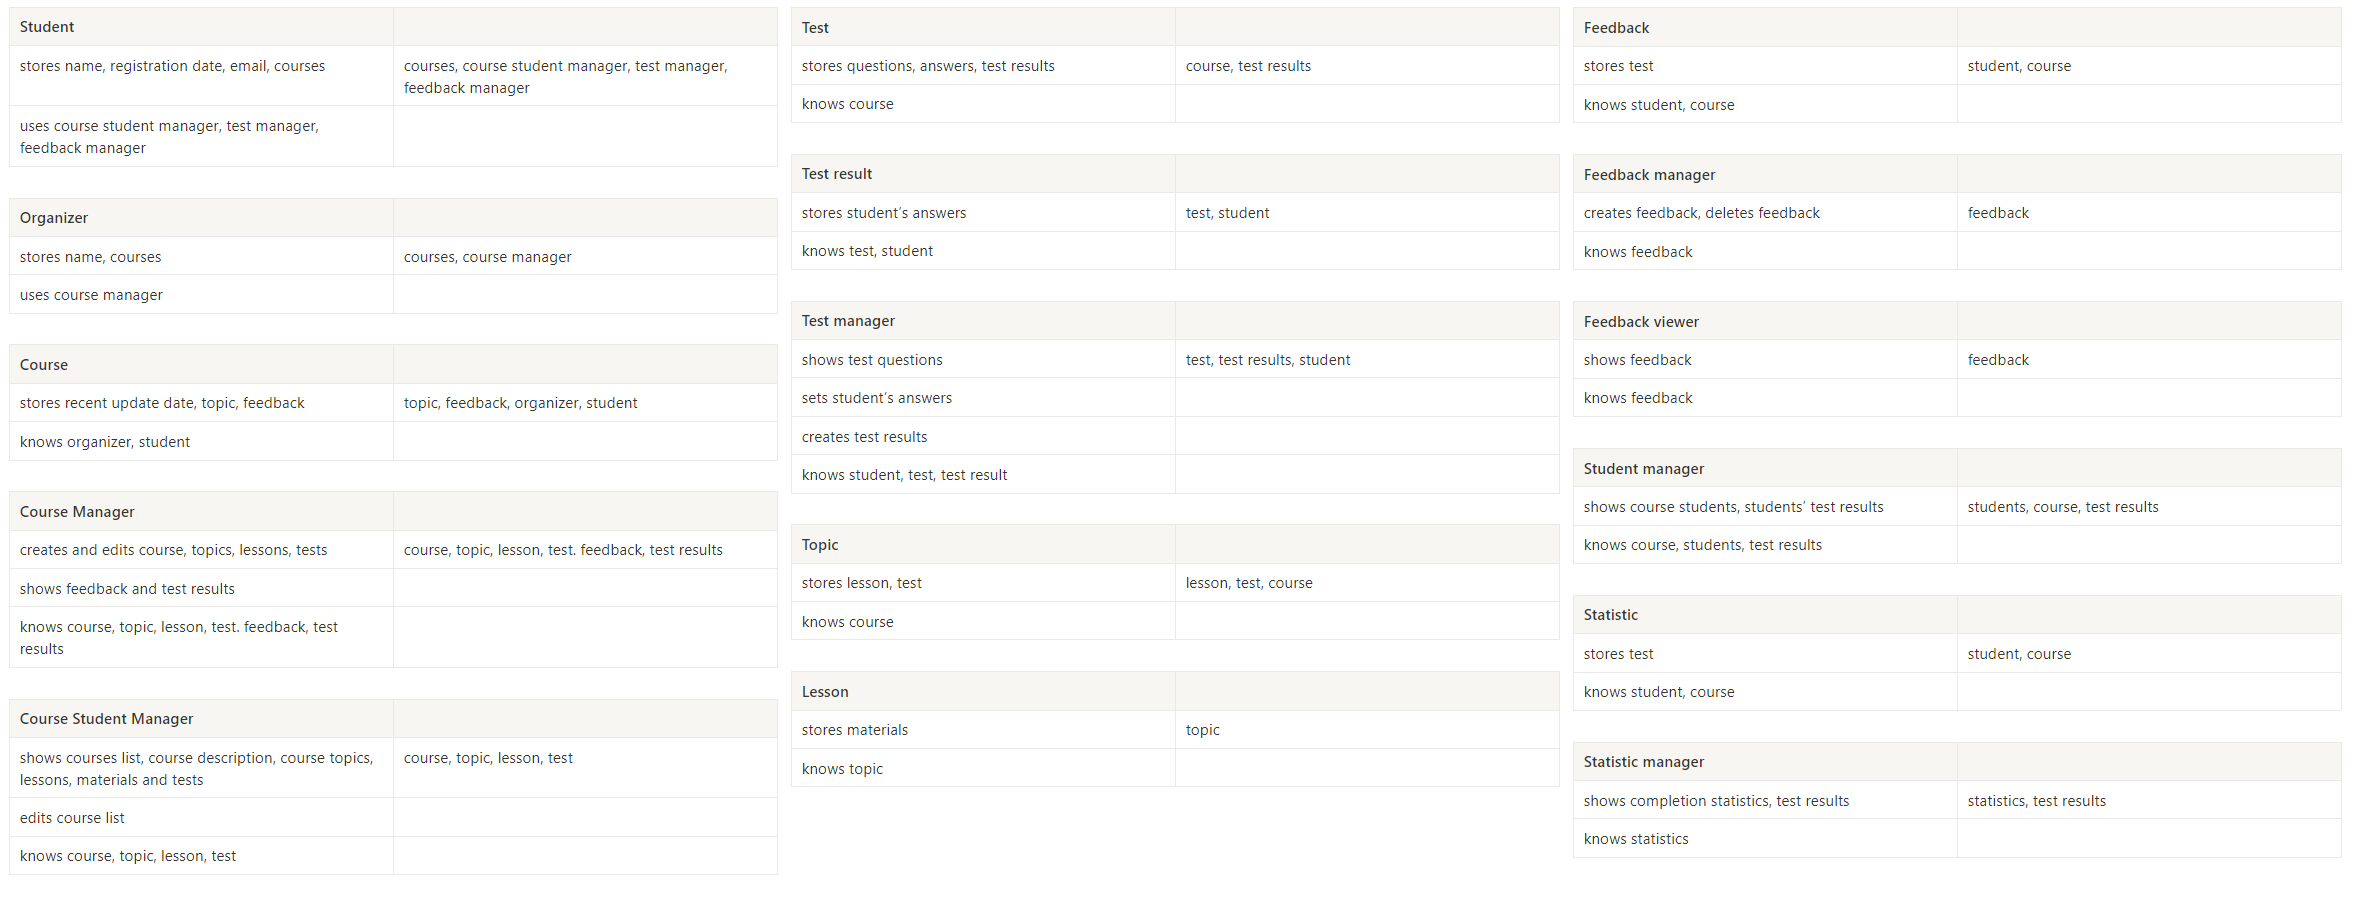 Student
stores name, registration date, email, courses
courses, course student manager, test manager,
feedback manager
uses course student manager, test manager,
feedback manager
Organizer
stores name, courses
courses, course manager
uses course manager
Course
stores recent update date, topic, feedback
topic, feedback, organizer, student
knows organizer, student
Course Manager
creates and edits course, topics, lessons, tests
course, topic, lesson, test. feedback, test results
shows feedback and test results
knows course, topic, lesson, test. feedback, test
results
Course Student Manager
shows courses list, course description, course topics,
lessons, materials and tests
course, topic, lesson, test
edits course list
knows course, topic, lesson, test
Test
stores questions, answers, test results
course, test results
knows course
Test result
stores student’s answers
test, student
knows test, student
Test manager
shows test questions
test, test results, student
sets student’s answers
creates test results
knows student, test, test result
Topic
stores lesson, test
lesson, test, course
knows course
Lesson
stores materials
topic
knows topic
Feedback
stores test
student, course
knows student, course
Feedback manager
creates feedback, deletes feedback
feedback
knows feedback
Feedback viewer
shows feedback
feedback
knows feedback
Student manager
shows course students, students’ test results
students, course, test results
knows course, students, test results
Statistic
stores test
student, course
knows student, course
Statistic manager
shows completion statistics, test results
statistics, test results
knows statistics